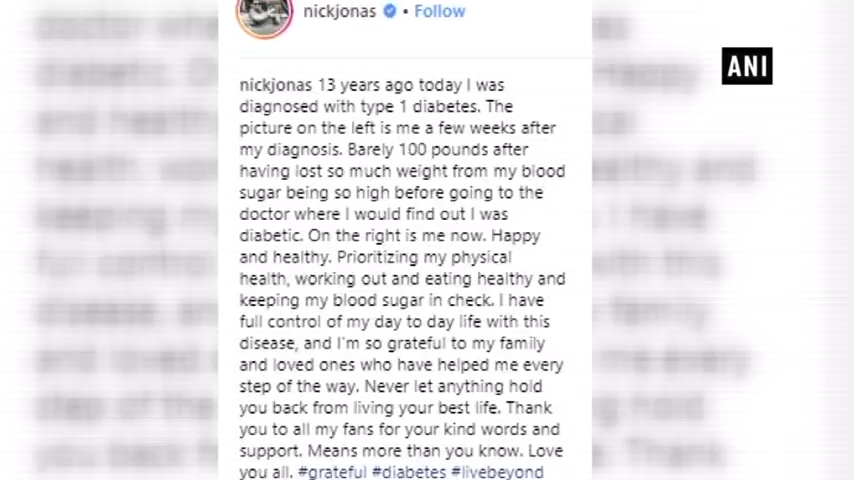 nickjonas • Follow
ANI
nickjonas 13 years ago today I was
diagnosed with type 1 diabetes. The
picture on the left is me a few weeks after
my diagnosis. Barely 100 pounds after
having lost so much weight from my blood
sugar being so high before going to the
doctor where I would find out I was
diabetic. On the right is me now. Happy
and healthy. Prioritizing my physical
health, working out and eating healthy and
keeping my blood sugar in check. I have
full control of my day to day life with this
disease, and I'm so grateful to my family
and loved ones who have helped me every
step of the way. Never let anything hold
you back from living your best life. Thank
you to all my fans for your kind words and
support. Means more than you know. Love
you all. #grateful #diabetes #livebeyond